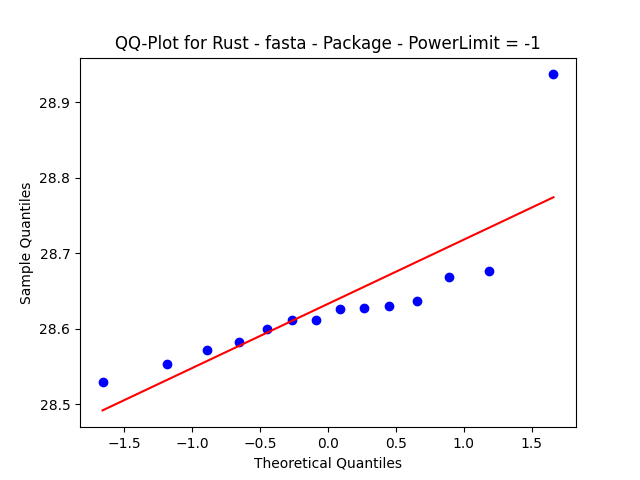 QQ-Plot for Rust - fasta - Package - PowerLimit = -1
28.9
28.8
28.7
28.6
28.5
Sample Quantiles
−1.5 −1.0 −0.5 0.0 0.5 1.0 1.5
Theoretical Quantiles